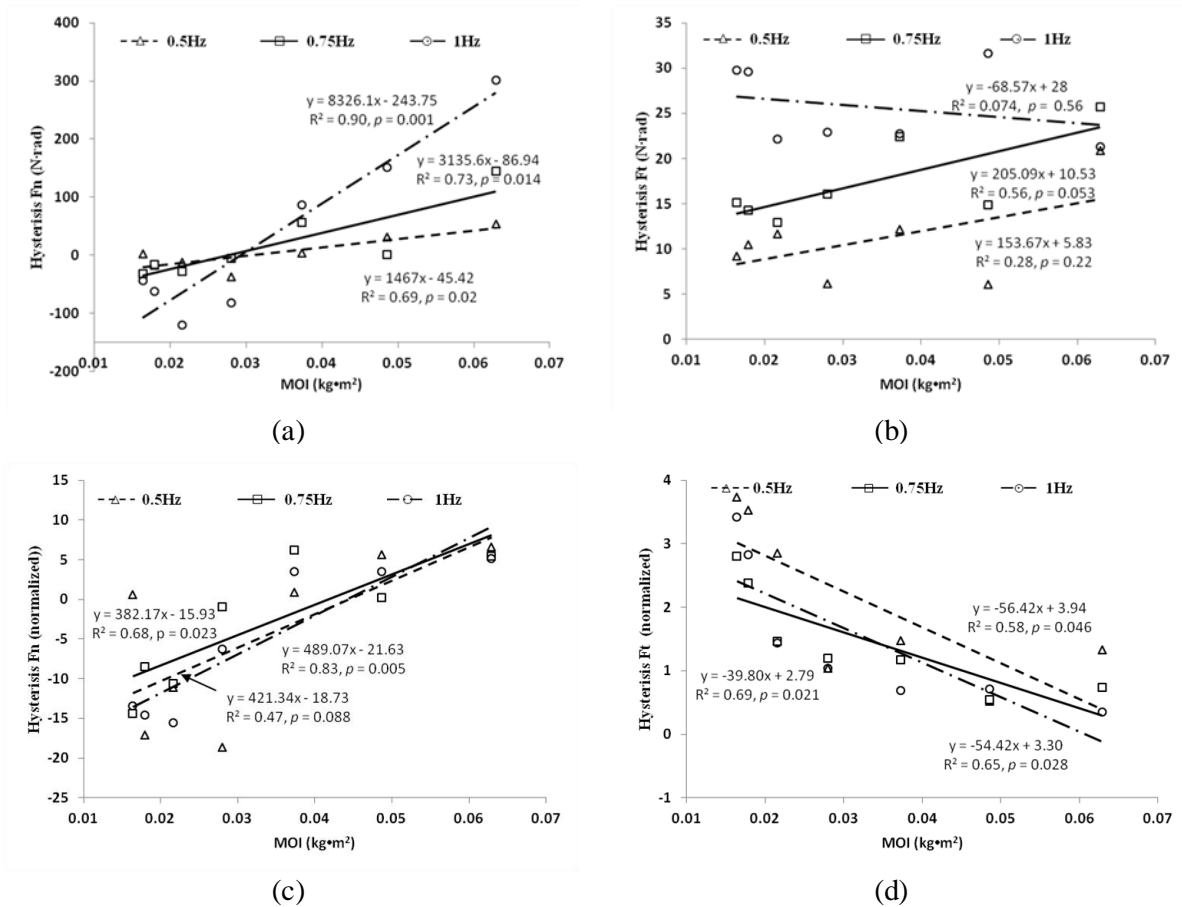 400
300
200
100
0
-100
-200
Hysterisis Fn (N·rad)
0.5Hz 0.75Hz 1Hz
y = 8326.1x - 243.75
R² = 0.90, p = 0.001
y = 3135.6x - 86.94
R² = 0.73, p = 0.014
y = 1467x - 45.42
R² = 0.69, p = 0.02
0.01 0.02 0.03 0.04 0.05 0.06 0.07
MOI (kg•m²)
(a)
35
30
25
20
15
10
5
0
Hysterisis Ft (N·rad)
0.5Hz 0.75Hz 1Hz
y = -68.57x + 28
R² = 0.074, p = 0.56
y = 205.09x + 10.53
R² = 0.56, p = 0.053
y = 153.67x + 5.83
R² = 0.28, p = 0.22
0.01 0.02 0.03 0.04 0.05 0.06 0.07
MOI (kg•m²)
(b)
15
10
5
0
-5
-10
-15
-20
-25
Hysterisis Fn (normalized))
0.5Hz 0.75Hz 1Hz
y = 382.17x - 15.93
R² = 0.68, p = 0.023
y = 489.07x - 21.63
R² = 0.83, p = 0.005
y = 421.34x - 18.73
R² = 0.47, p = 0.088
0.01 0.02 0.03 0.04 0.05 0.06 0.07
MOI (kg•m²)
(c)
4
3
2
1
0
-1
Hysterisis Ft (normalized)
0.5Hz 0.75Hz 1Hz
y = -56.42x + 3.94
R² = 0.58, p = 0.046
y = -39.80x + 2.79
R² = 0.69, p = 0.021
y = -54.42x + 3.30
R² = 0.65, p = 0.028
0.01 0.02 0.03 0.04 0.05 0.06 0.07
MOI (kg•m²)
(d)